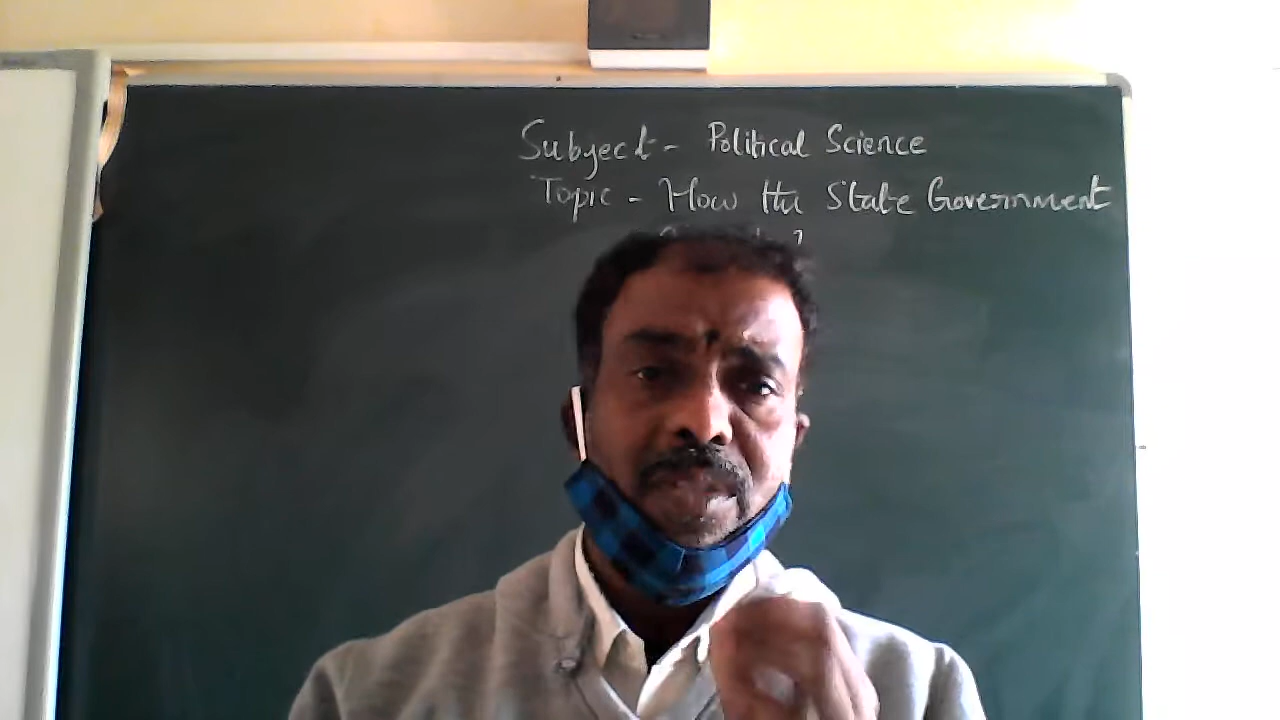 Subject - Political Science
Topic - How the State Government